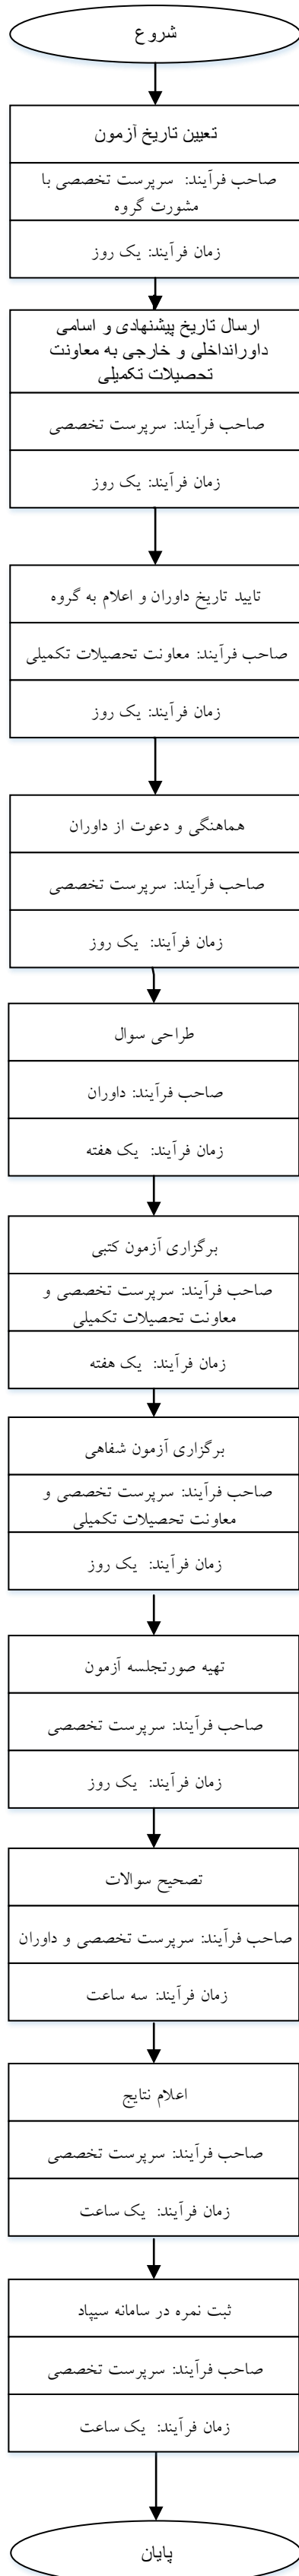 شروع
تعیین تاریخ آزمون
صاحب فرآیند: سرپرست تخصصی با
مشورت گروه
زمان فرآیند: یک روز
ارسال تاریخ پیشنهادی و اسامی
داورانداخلی و خارجی به معاونت
تحصیلات تکمیلی
صاحب فرآیند: سرپرست تخصصی
زمان فرآیند: یک روز
تایید تاریخ داوران و اعلام به گروه
صاحب فرآیند: معاونت تحصیلات تکمیلی
زمان فرآیند: یک روز
هماهنگی و دعوت از داوران
صاحب فرآیند: سرپرست تخصصی
زمان فرآیند: یک روز
طراحی سوال
صاحب فرآیند: داوران
زمان فرآیند: یک هفته
برگزاری آزمون کتبی
صاحب فرآیند: سرپرست تخصصی و
معاونت تحصیلات تکمیلی
زمان فرآیند: یک هفته
برگزاری آزمون شفاهی
صاحب فرآیند: سرپرست تخصصی و
معاونت تحصیلات تکمیلی
زمان فرآیند: یک روز
تهیه صورتجلسه آزمون
صاحب فرآیند: سرپرست تخصصی
زمان فرآیند: یک روز
تصحیح سوالات
صاحب فرآیند: سرپرست تخصصی و داوران
زمان فرآیند: سه ساعت
اعلام نتایج
صاحب فرآیند: سرپرست تخصصی
زمان فرآیند: یک ساعت
ثبت نمره در سامانه سیپاد
صاحب فرآیند: سرپرست تخصصی
زمان فرآیند: یک ساعت
پایان